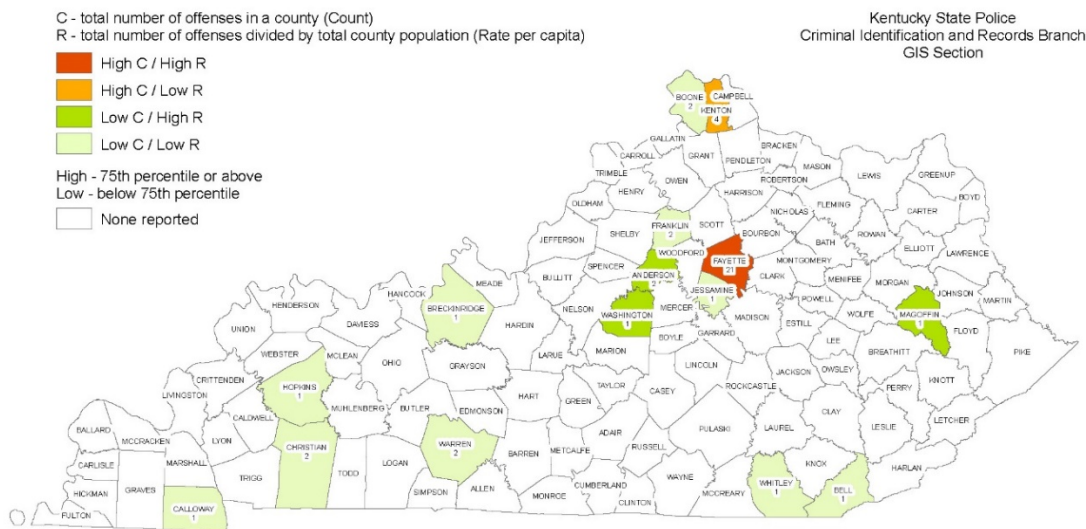 C - total number of offenses in a county (Count)
R - total number of offenses divided by total county population (Rate per capita)
High C / High R
High C / Low R
Low C / High R
Low C / Low R
High - 75th percentile or above
Low - below 75th percentile
None reported
Kentucky State Police
Criminal Identification and Records Branch
GIS Section
BOONE
2
CAMPBELL
KENTON
4
GALLATIN
GRANT
PENDLETON
BRACKEN
MASON
CARROLL
TRIMBLE
OWEN
ROBERTSON
LEWIS
GREENUP
HENRY
HARRISON
FLEMING
BOYD
OLDHAM
NICHOLAS
CARTER
FRANKLIN
2
SCOTT
BOURBON
ROWAN
SHELBY
JEFFERSON
BATH
ELLIOTT
WOODFORD
FAYETTE
21
MONTGOMERY
LAWRENCE
SPENCER
ANDERSON
2
CLARK
MENIFEE
MORGAN
BULLITT
JESSAMINE
1
JOHNSON
MARTIN
MEADE
HANCOCK
BRECKINRIDGE
1
NELSON
WASHINGTON
1
MERCER
MADISON
POWELL
WOLFE
MAGOFFIN
1
HENDERSON
DAVIESS
HARDIN
GARRARD
ESTILL
FLOYD
UNION
BOYLE
LEE
BREATHITT
PIKE
WEBSTER
MCLEAN
OHIO
LARUE
MARION
GRAYSON
LINCOLN
JACKSON
OWSLEY
KNOTT
CRITTENDEN
HOPKINS
1
TAYLOR
CASEY
ROCKCASTLE
PERRY
LIVINGSTON
MUHLENBERG
BUTLER
EDMONSON
HART
GREEN
CLAY
LETCHER
CALDWELL
ADAIR
PULASKI
LAUREL
LESLIE
BALLARD
MCCRACKEN
LYON
CHRISTIAN
2
WARREN
2
BARREN
METCALFE
RUSSELL
KNOX
HARLAN
CARLISLE
MARSHALL
TRIGG
TODD
LOGAN
WAYNE
WHITLEY
1
BELL
1
HICKMAN
GRAVES
SIMPSON
ALLEN
MONROE
CUMBERLAND
CLINTON
MCCREARY
FULTON
CALLOWAY
1